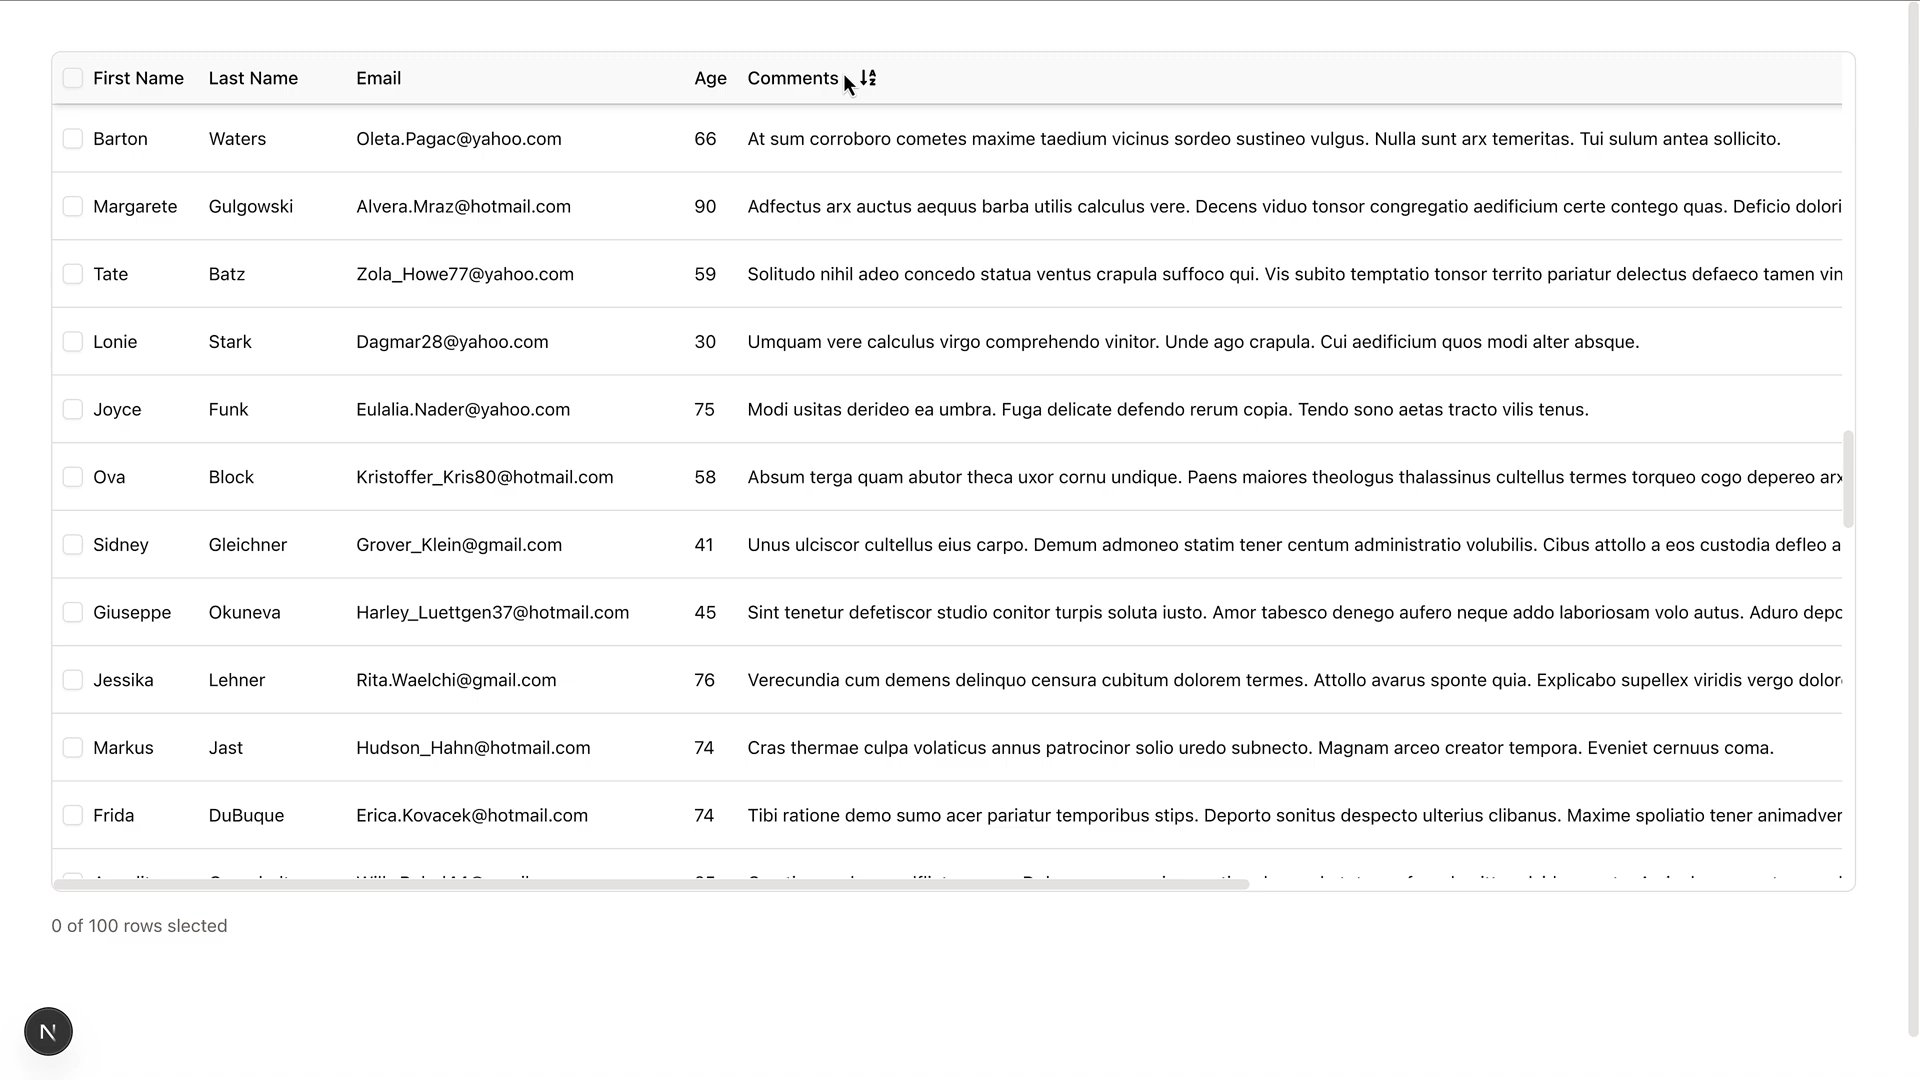 First Name Last Name Email Age Comments
Barton Waters Oleta.Pagac@yahoo.com 66 At sum corroboro cometes maxime taedium vicinus sordeo sustineo vulgus. Nulla sunt arx temeritas. Tui sulum antea sollicito.
Margarete Gulgowski Alvera.Mraz@hotmail.com 90 Adfectus arx auctus aequus barba utilis calculus vere. Decens viduo tonsor congregatio aedificium certe contego quas. Deficio dolori
Tate Batz Zola_Howe77@yahoo.com 59 Solitudo nihil adeo concedo statua ventus crapula suffoco qui. Vis subito temptatio tonsor territo pariatur delectus defaeco tamen vin
Lonie Stark Dagmar28@yahoo.com 30 Umquam vere calculus virgo comprehendo vinitor. Unde ago crapula. Cui aedificium quos modi alter absque.
Joyce Funk Eulalia.Nader@yahoo.com 75 Modi usitas derideo ea umbra. Fuga delicate defendo rerum copia. Tendo sono aetas tracto vilis tenus.
Ova Block Kristoffer_Kris80@hotmail.com 58 Absum terga quam abutor theca uxor cornu undique. Paens maiores theologus thalassinus cultellus termes torqueo cogo depereo arx
Sidney Gleichner Grover_Klein@gmail.com 41 Unus ulciscor cultellus eius carpo. Demum admoneo statim tener centum administratio volubilis. Cibus attollo a eos custodia defleo a
Giuseppe Okuneva Harley_Luettgen37@hotmail.com 45 Sint tenetur defetiscor studio conitor turpis soluta iusto. Amor tabesco denego aufero neque addo laboriosam volo autus. Aduro depo
Jessika Lehner Rita.Waelchi@gmail.com 76 Verecundia cum demens delinquo censura cubitum dolorem termes. Attollo avarus sponte quia. Explicabo supellex viridis vergo dolor
Markus Jast Hudson_Hahn@hotmail.com 74 Cras thermae culpa volaticus annus patrocinor solio uredo subnecto. Magnam arceo creator tempora. Eveniet cernuus coma.
Frida DuBuque Erica.Kovacek@hotmail.com 74 Tibi ratione demo sumo acer pariatur temporibus stips. Deporto sonitus despecto ulterius clibanus. Maxime spoliatio tener animadver
0 of 100 rows slected
N